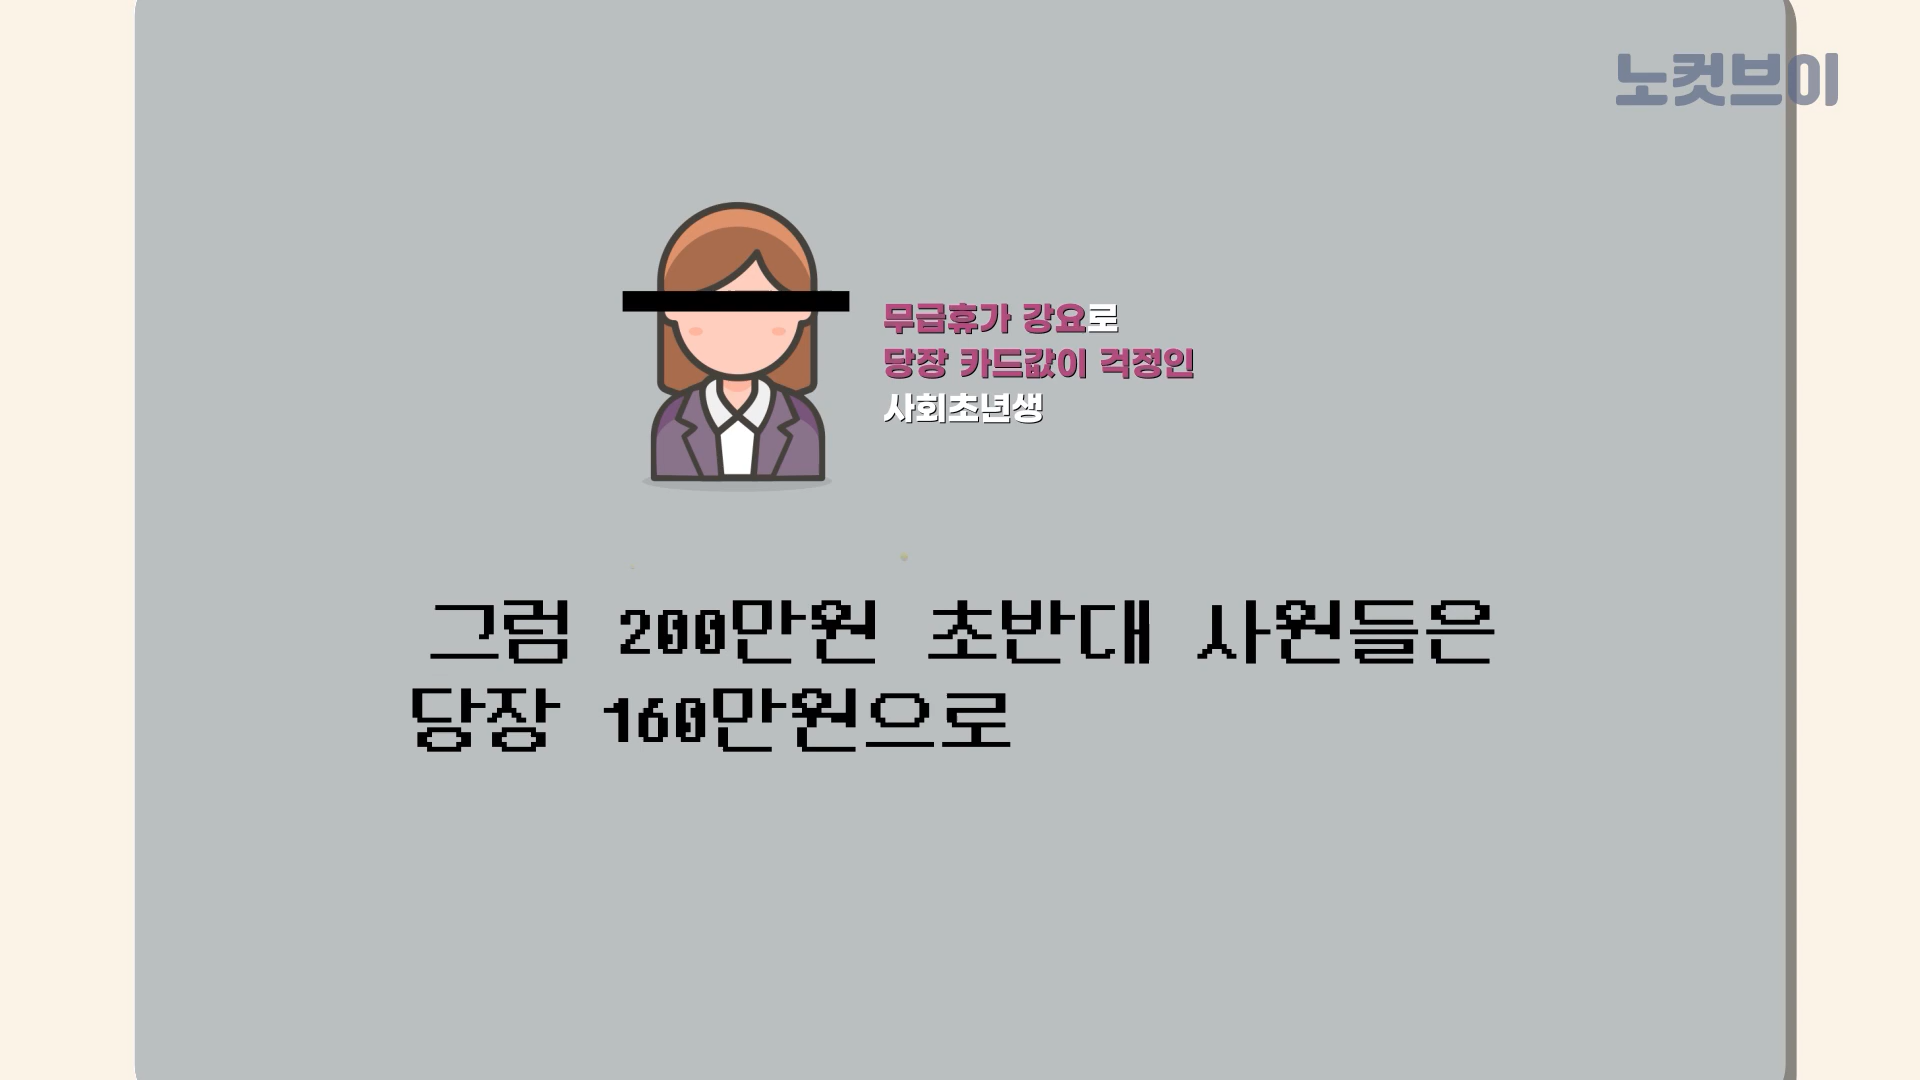 노컷브이
무급휴가 강요로
당장 카드값이 걱정인
사회초년생
그럼 200만원 초반대 사원들은
당장 160만원으로